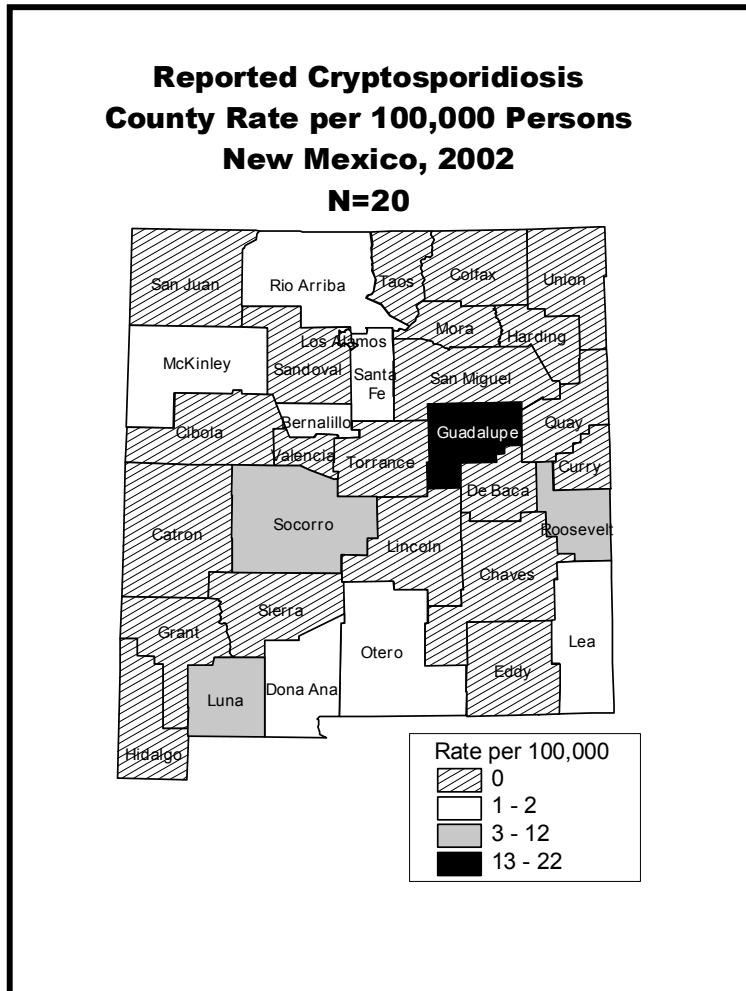 Reported Cryptosporidiosis
County Rate per 100,000 Persons
New Mexico, 2002
N=20
San Juan
Rio Arriba
Taos
Colfax
Union
Mora
Harding
Los Alamos
McKinley
Sandoval
Santa
Fe
San Miguel
Bernalillo
Guadalupe
Quay
Cibola
Valencia
Torrance
Curry
De Baca
Socorro
Roosevelt
Catron
Lincoln
Chaves
Sierra
Grant
Otero
Lea
Eddy
Dona Ana
Luna
Hidalgo
Rate per 100,000
0
1 - 2
3 - 12
13 - 22